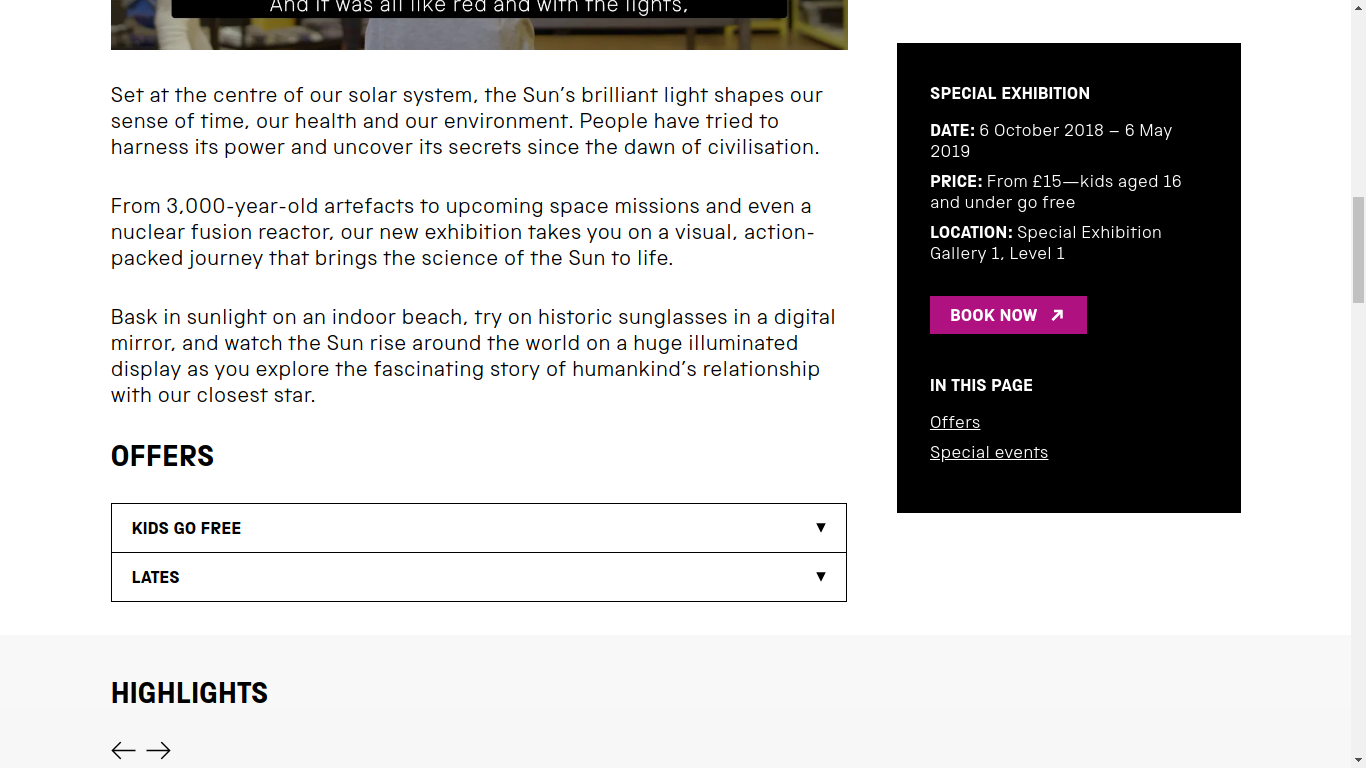 And it was all like red and with the lights,
Set at the centre of our solar system, the Sun’s brilliant light shapes our
sense of time, our health and our environment. People have tried to
harness its power and uncover its secrets since the dawn of civilisation.
From 3,000-year-old artefacts to upcoming space missions and even a
nuclear fusion reactor, our new exhibition takes you on a visual, action-
packed journey that brings the science of the Sun to life.
Bask in sunlight on an indoor beach, try on historic sunglasses in a digital
mirror, and watch the Sun rise around the world on a huge illuminated
display as you explore the fascinating story of humankind’s relationship
with our closest star.
OFFERS
KIDS GO FREE
LATES
HIGHLIGHTS
SPECIAL EXHIBITION
DATE: 6 October 2018 – 6 May
2019
PRICE: From £15—kids aged 16
and under go free
LOCATION: Special Exhibition
Gallery 1, Level 1
BOOK NOW
IN THIS PAGE
Offers
Special events